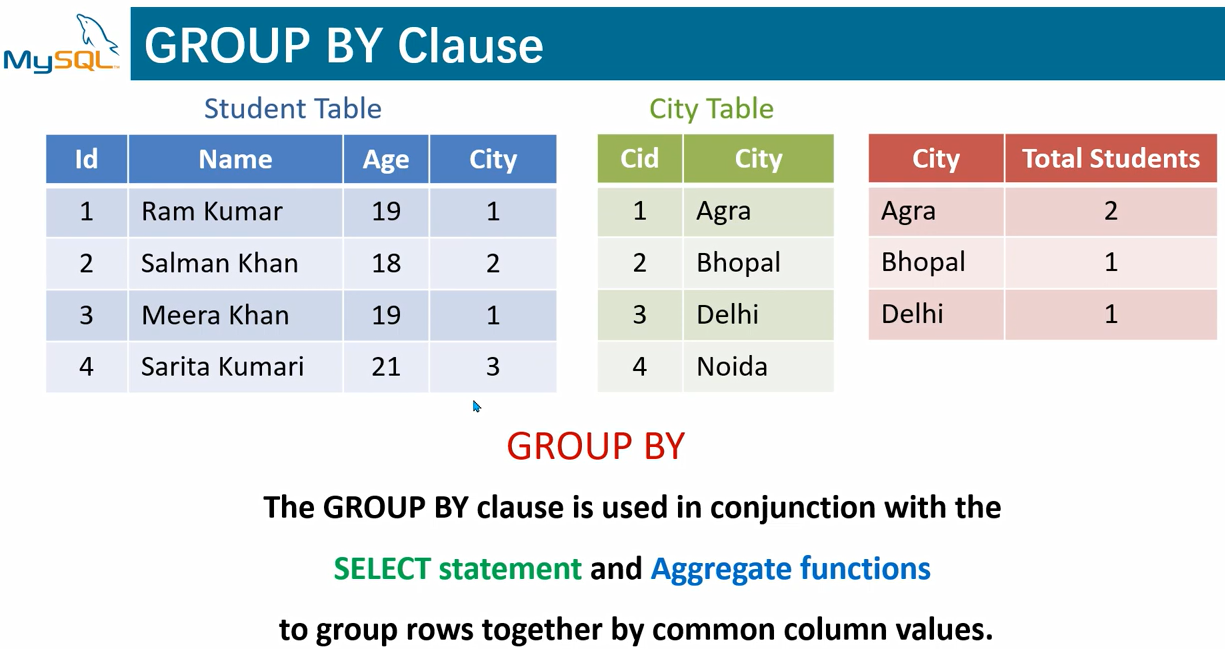 MySQL
GROUP BY Clause
Student Table
Id Name Age City
1 Ram Kumar 19 1
2 Salman Khan 18 2
3 Meera Khan 19 1
4 Sarita Kumari 21 3
City Table
Cid City
1 Agra
2 Bhopal
3 Delhi
4 Noida
City Total Students
Agra 2
Bhopal 1
Delhi 1
GROUP BY
The GROUP BY clause is used in conjunction with the
SELECT statement and Aggregate functions
to group rows together by common column values.